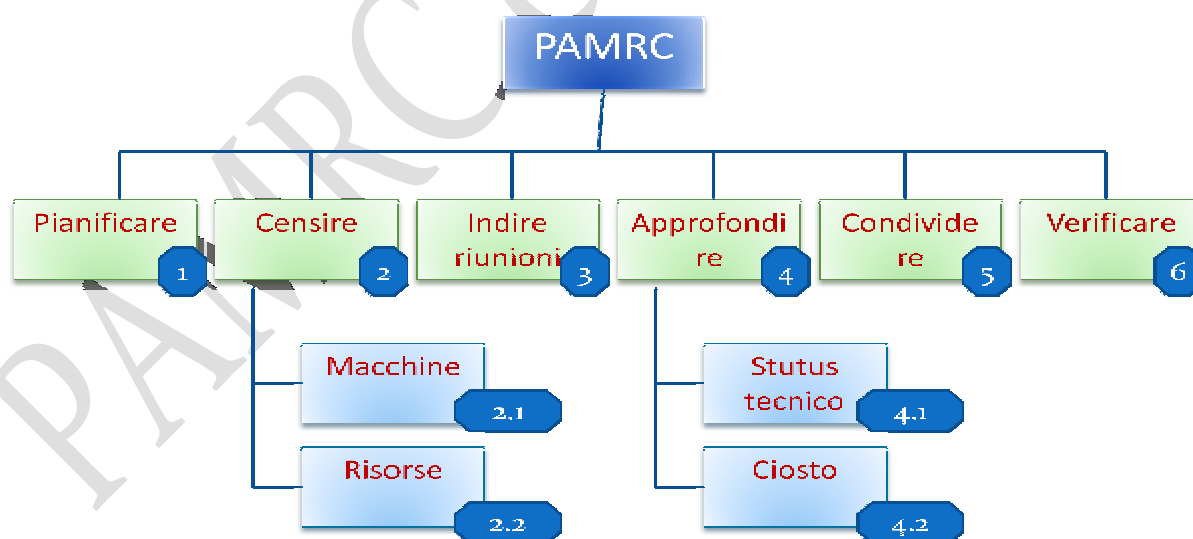 PAMRC
Pianificare
1
Censire
2
Indire
riunioni
3
Approfondi
re
4
Condivide
re
5
Verificare
6
Macchine
2.1
Risorse
2.2
Stutus
tecnico
4.1
Ciosto
4.2
PAMRC